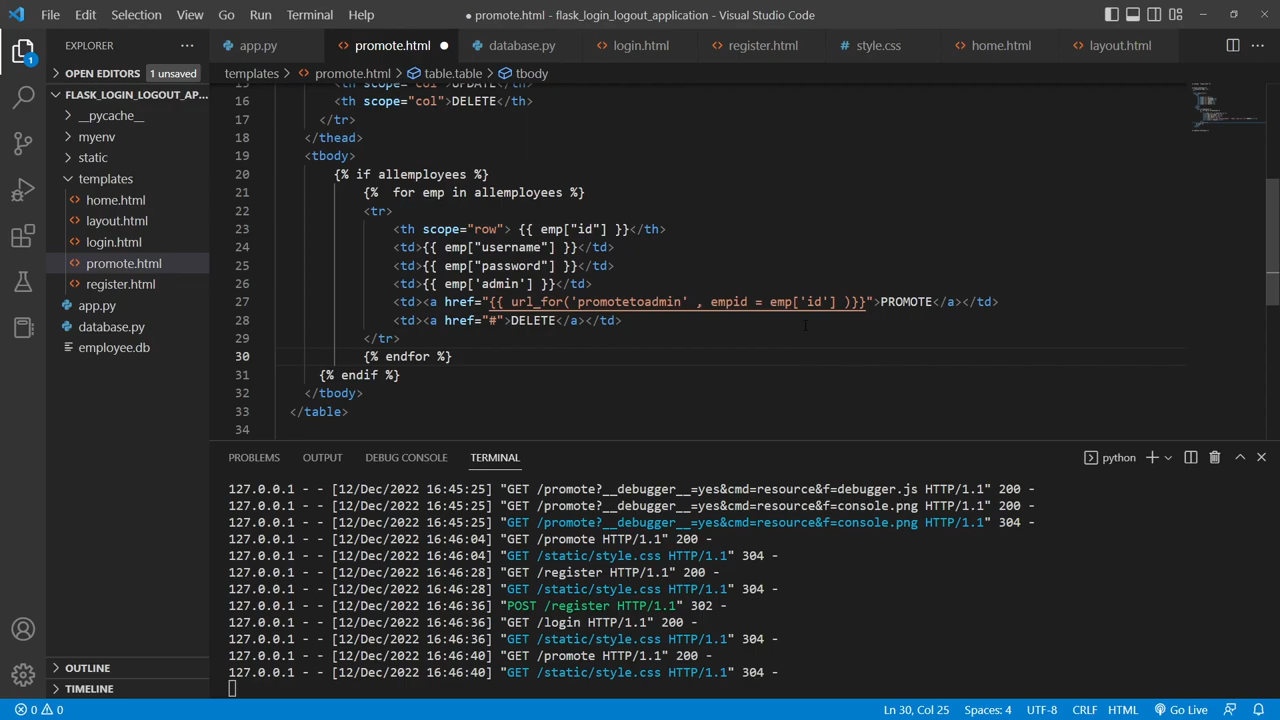 File Edit Selection View Go Run Terminal Help
● promote.html - flask_login_logout_application - Visual Studio Code
EXPLORER
app.py promote.html database.py login.html register.html style.css home.html layout.html
OPEN EDITORS 1 unsaved
templates > promote.html > table.table > tbody
FLASK_LOGIN_LOGOUT_AP...
__pycache__
myenv
static
templates
home.html
layout.html
login.html
promote.html
register.html
app.py
database.py
employee.db
OUTLINE
TIMELINE
1
15 <th scope="col">UPDATE</th>
16 <th scope="col">DELETE</th>
17 </tr>
18 </thead>
19 <tbody>
20 {% if allemployees %}
21 {%  for emp in allemployees %}
22 <tr>
23 <th scope="row"> {{ emp["id"] }}</th>
24 <td>{{ emp["username"] }}</td>
25 <td>{{ emp["password"] }}</td>
26 <td>{{ emp['admin'] }}</td>
27 <td><a href="{{ url_for('promotetoadmin' , empid = emp['id'] )}}">PROMOTE</a></td>
28 <td><a href="#">DELETE</a></td>
29 </tr>
30 {% endfor %}
31 {% endif %}
32 </tbody>
33 </table>
34
PROBLEMS OUTPUT DEBUG CONSOLE TERMINAL
python
127.0.0.1 - - [12/Dec/2022 16:45:25] "GET /promote?__debugger__=yes&cmd=resource&f=debugger.js HTTP/1.1" 200 -
127.0.0.1 - - [12/Dec/2022 16:45:25] "GET /promote?__debugger__=yes&cmd=resource&f=console.png HTTP/1.1" 200 -
127.0.0.1 - - [12/Dec/2022 16:45:25] "GET /promote?__debugger__=yes&cmd=resource&f=console.png HTTP/1.1" 304 -
127.0.0.1 - - [12/Dec/2022 16:46:04] "GET /promote HTTP/1.1" 200 -
127.0.0.1 - - [12/Dec/2022 16:46:04] "GET /static/style.css HTTP/1.1" 304 -
127.0.0.1 - - [12/Dec/2022 16:46:28] "GET /register HTTP/1.1" 200 -
127.0.0.1 - - [12/Dec/2022 16:46:28] "GET /static/style.css HTTP/1.1" 304 -
127.0.0.1 - - [12/Dec/2022 16:46:36] "POST /register HTTP/1.1" 302 -
127.0.0.1 - - [12/Dec/2022 16:46:36] "GET /login HTTP/1.1" 200 -
127.0.0.1 - - [12/Dec/2022 16:46:36] "GET /static/style.css HTTP/1.1" 304 -
127.0.0.1 - - [12/Dec/2022 16:46:40] "GET /promote HTTP/1.1" 200 -
127.0.0.1 - - [12/Dec/2022 16:46:40] "GET /static/style.css HTTP/1.1" 304 -
0 0 Ln 30, Col 25 Spaces: 4 UTF-8 CRLF HTML Go Live